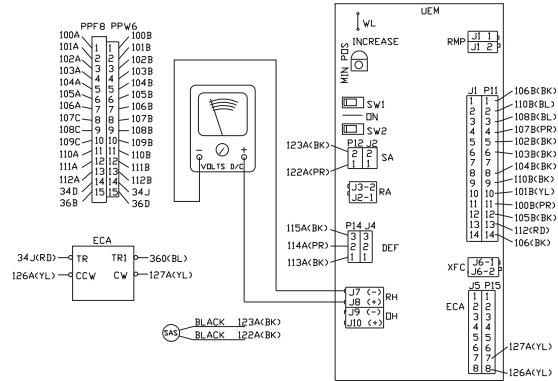 PPF8 PPW6
100A 1 1 100B
101A 2 2 101B
102A 3 3 102B
103A 4 4 103B
104A 5 5 104B
105A 6 6 105B
106A 7 7 106B
107C 8 8 107B
108C 9 9 108B
109C 10 10 109B
110A 11 11 110B
111A 12 12 111B
112A 13 13 112B
34D 14 14 34J
36B 15 15 36D
ECA
34J(RD) TR TR1 360(BL)
126A(YL) CCW CW 127A(YL)
- +
VOLTS D/C
SAS
BLACK 123A(BK)
BLACK 122A(BK)
UEM
WL
INCREASE
MIN POS
SW1
ON
SW2
P12 J2
123A(BK) 2 2
122A(PR) 1 1
SA
J3-2
J2-1
RA
P14 J4
115A(BK) 3 3
114A(PR) 2 2
113A(BK) 1 1
DEF
J7 (-)
J8 (+)
RH
J9 (-)
J10 (+)
OH
RMP
J1 1
J1 2
J1 P11
1 1 106B(BK)
2 2 110B(BL)
3 3 108B(BL)
4 4 107B(PR)
5 5 102B(BK)
6 6 103B(BK)
7 7
8 8 104B(BK)
9 9 110B(BK)
10 10 101B(YL)
11 11 100B(PR)
12 12 105B(BK)
13 13 112(RD)
14 14 106(BK)
XFC
J6-1
J6-2
J5 P15
ECA
1 1
2 2
3 3
4 4
5 5
6 6
7 7 127A(YL)
8 8 126A(YL)